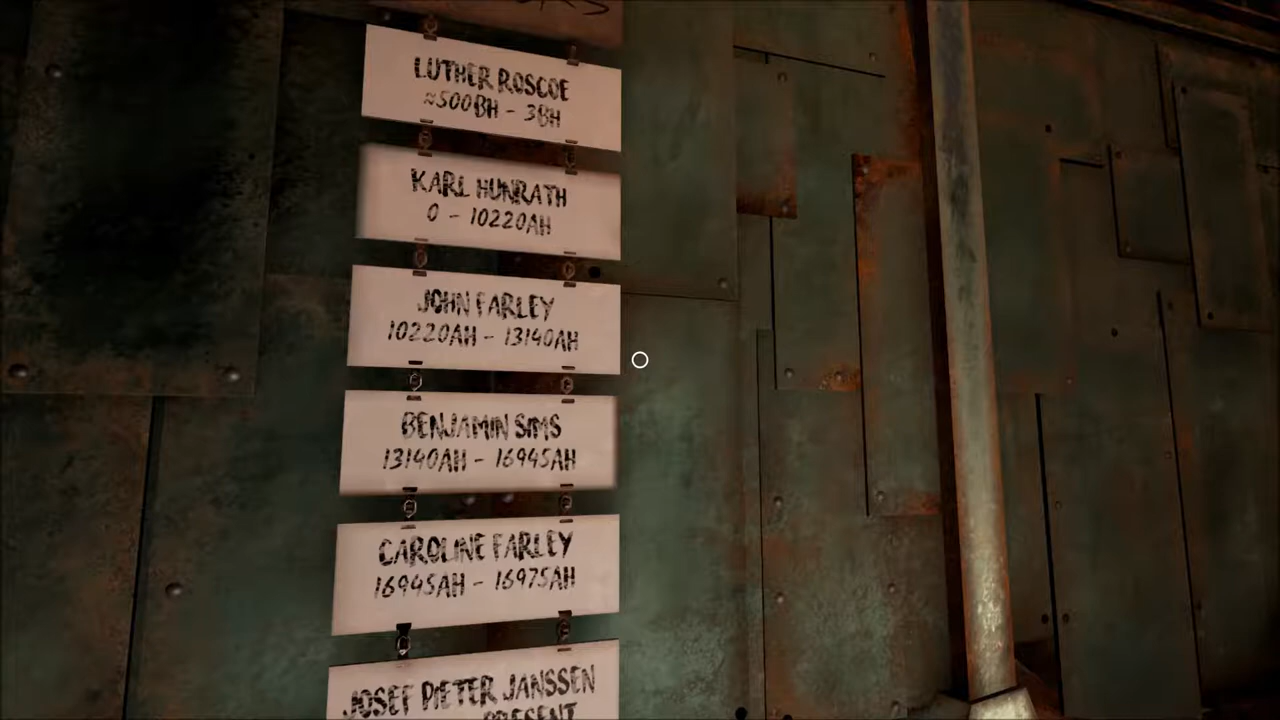 LUTHER ROSCOE
≈500BH - 3BH
KARL HUNRATH
0 - 10220AH
JOHN FARLEY
10220AH - 13140AH
BENJAMIN SIMS
13140AH - 16945AH
CAROLINE FARLEY
16945AH - 16975AH
JOSEF PIETER JANSSEN
PRESENT